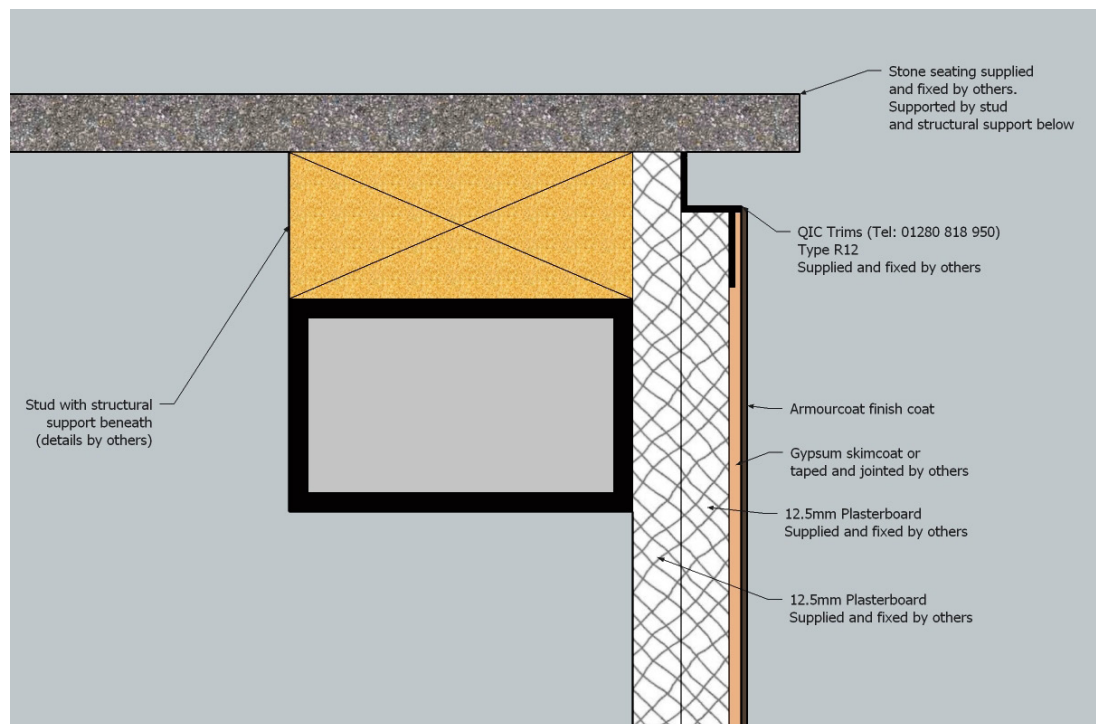 Stone seating supplied
and fixed by others.
Supported by stud
and structural support below
QIC Trims (Tel: 01280 818 950)
Type R12
Supplied and fixed by others
Stud with structural
support beneath
(details by others)
Armourcoat finish coat
Gypsum skimcoat or
taped and jointed by others
12.5mm Plasterboard
Supplied and fixed by others
12.5mm Plasterboard
Supplied and fixed by others